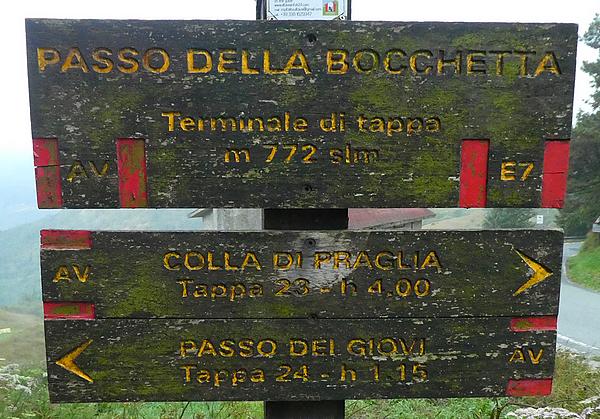 PASSO DELLA BOCCHETTA
Terminale di tappa
m 772 slm
AV
E7
COLLA DI PRAGLIA
AV
Tappa 23 - h 4.00
PASSO DEI GIOVI
AV
Tappa 24 - h 1.15